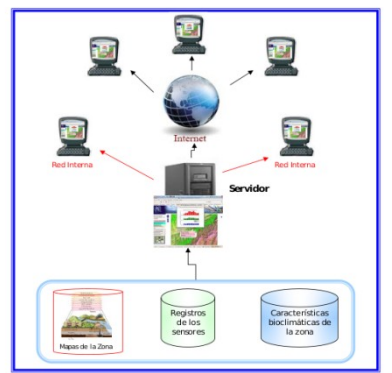 Internet
Red Interna
Red Interna
Servidor
Mapas de la Zona
Registros
de los
sensores
Características
bioclimáticas de
la zona